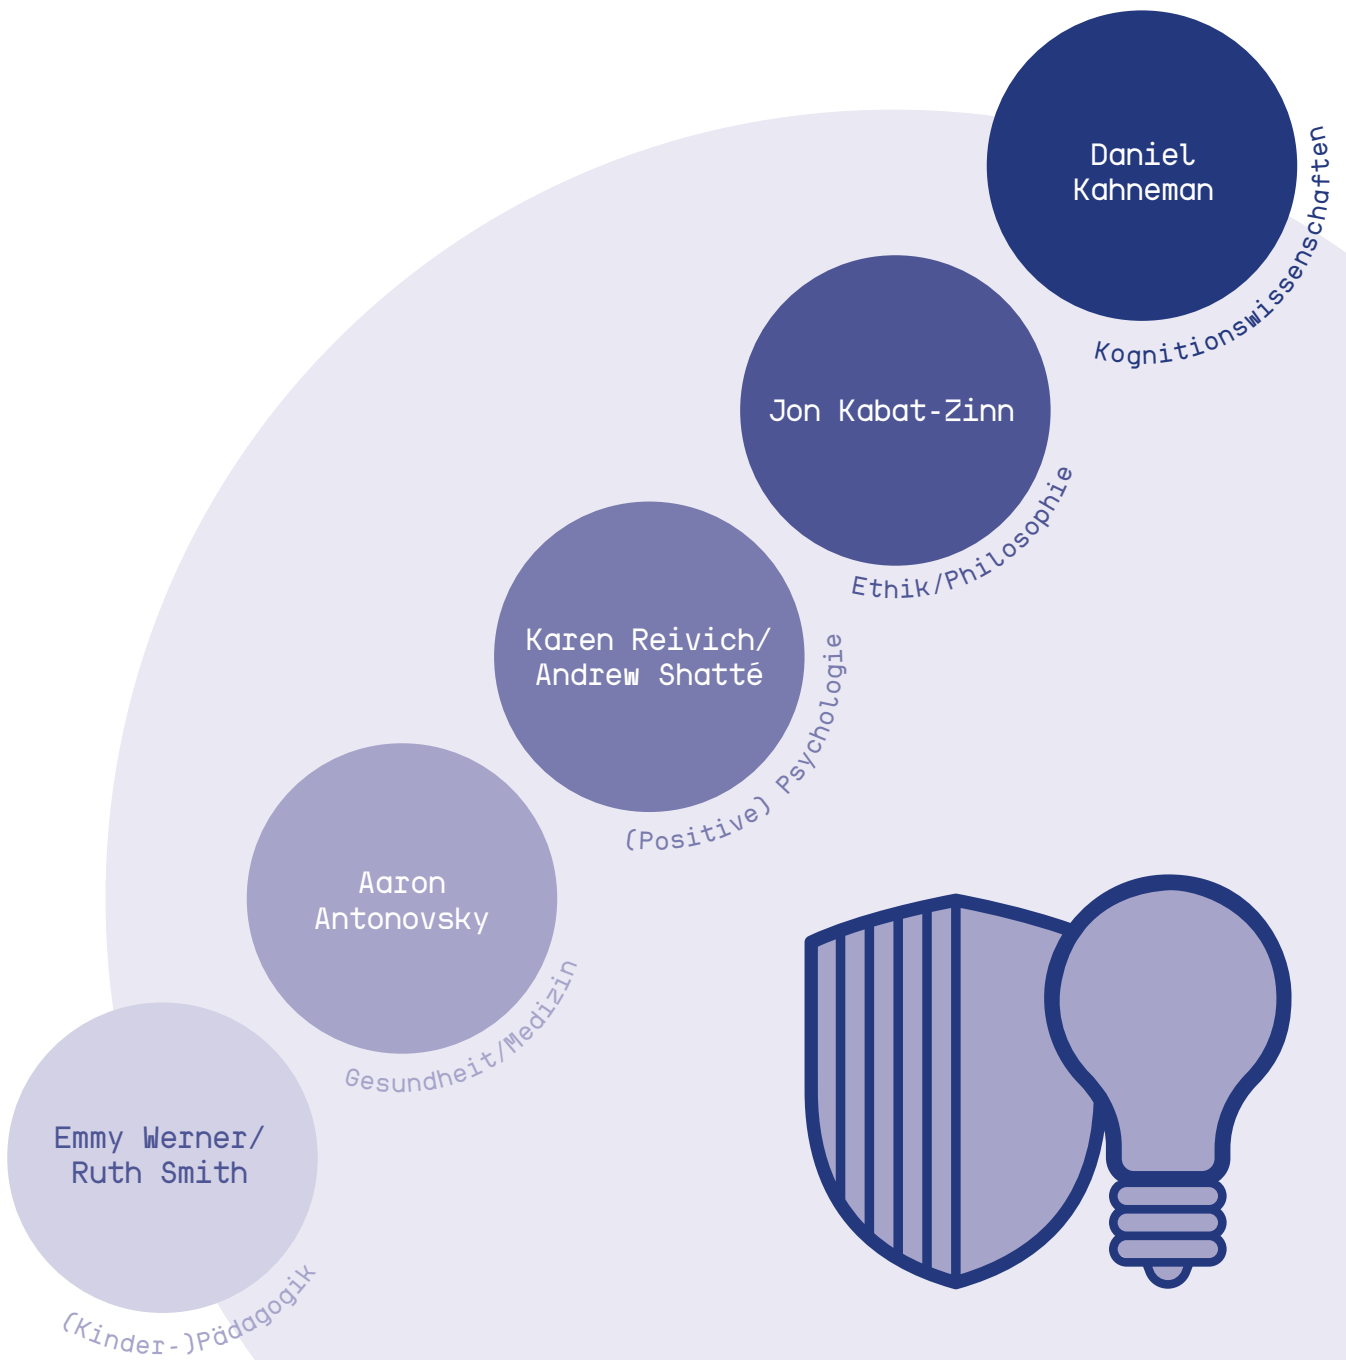 Daniel
Kahneman
Kognitionswissenschaften
Jon Kabat-Zinn
Ethik/Philosophie
Karen Reivich/
Andrew Shatté
(Positive) Psychologie
Aaron
Antonovsky
Gesundheit/Medizin
Emmy Werner/
Ruth Smith
(Kinder-)Pädagogik